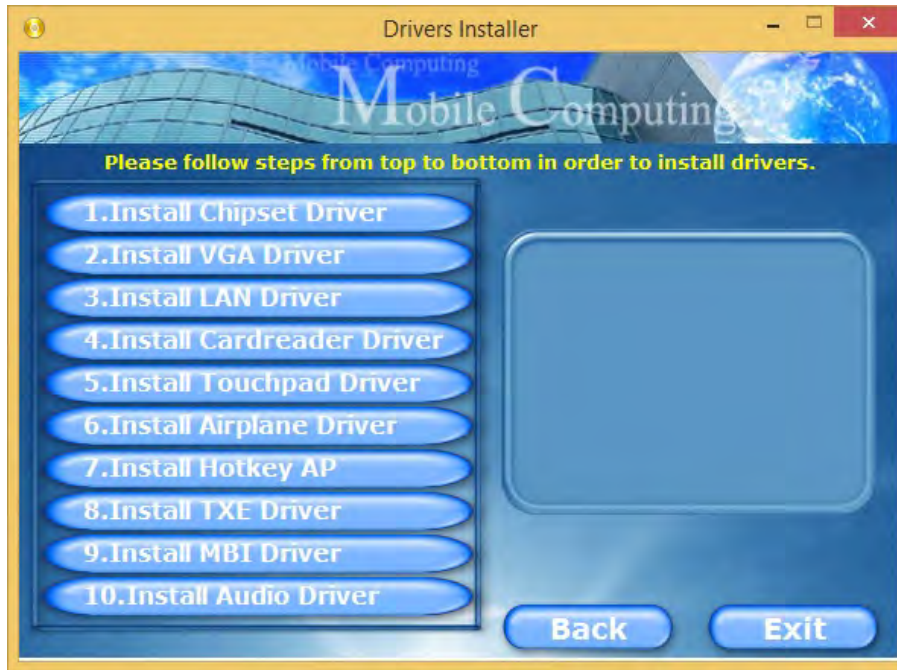 Drivers Installer
Mobile Computing
Mobile Computing
Please follow steps from top to bottom in order to install drivers.
1.Install Chipset Driver
2.Install VGA Driver
3.Install LAN Driver
4.Install Cardreader Driver
5.Install Touchpad Driver
6.Install Airplane Driver
7.Install Hotkey AP
8.Install TXE Driver
9.Install MBI Driver
10.Install Audio Driver
Back Exit